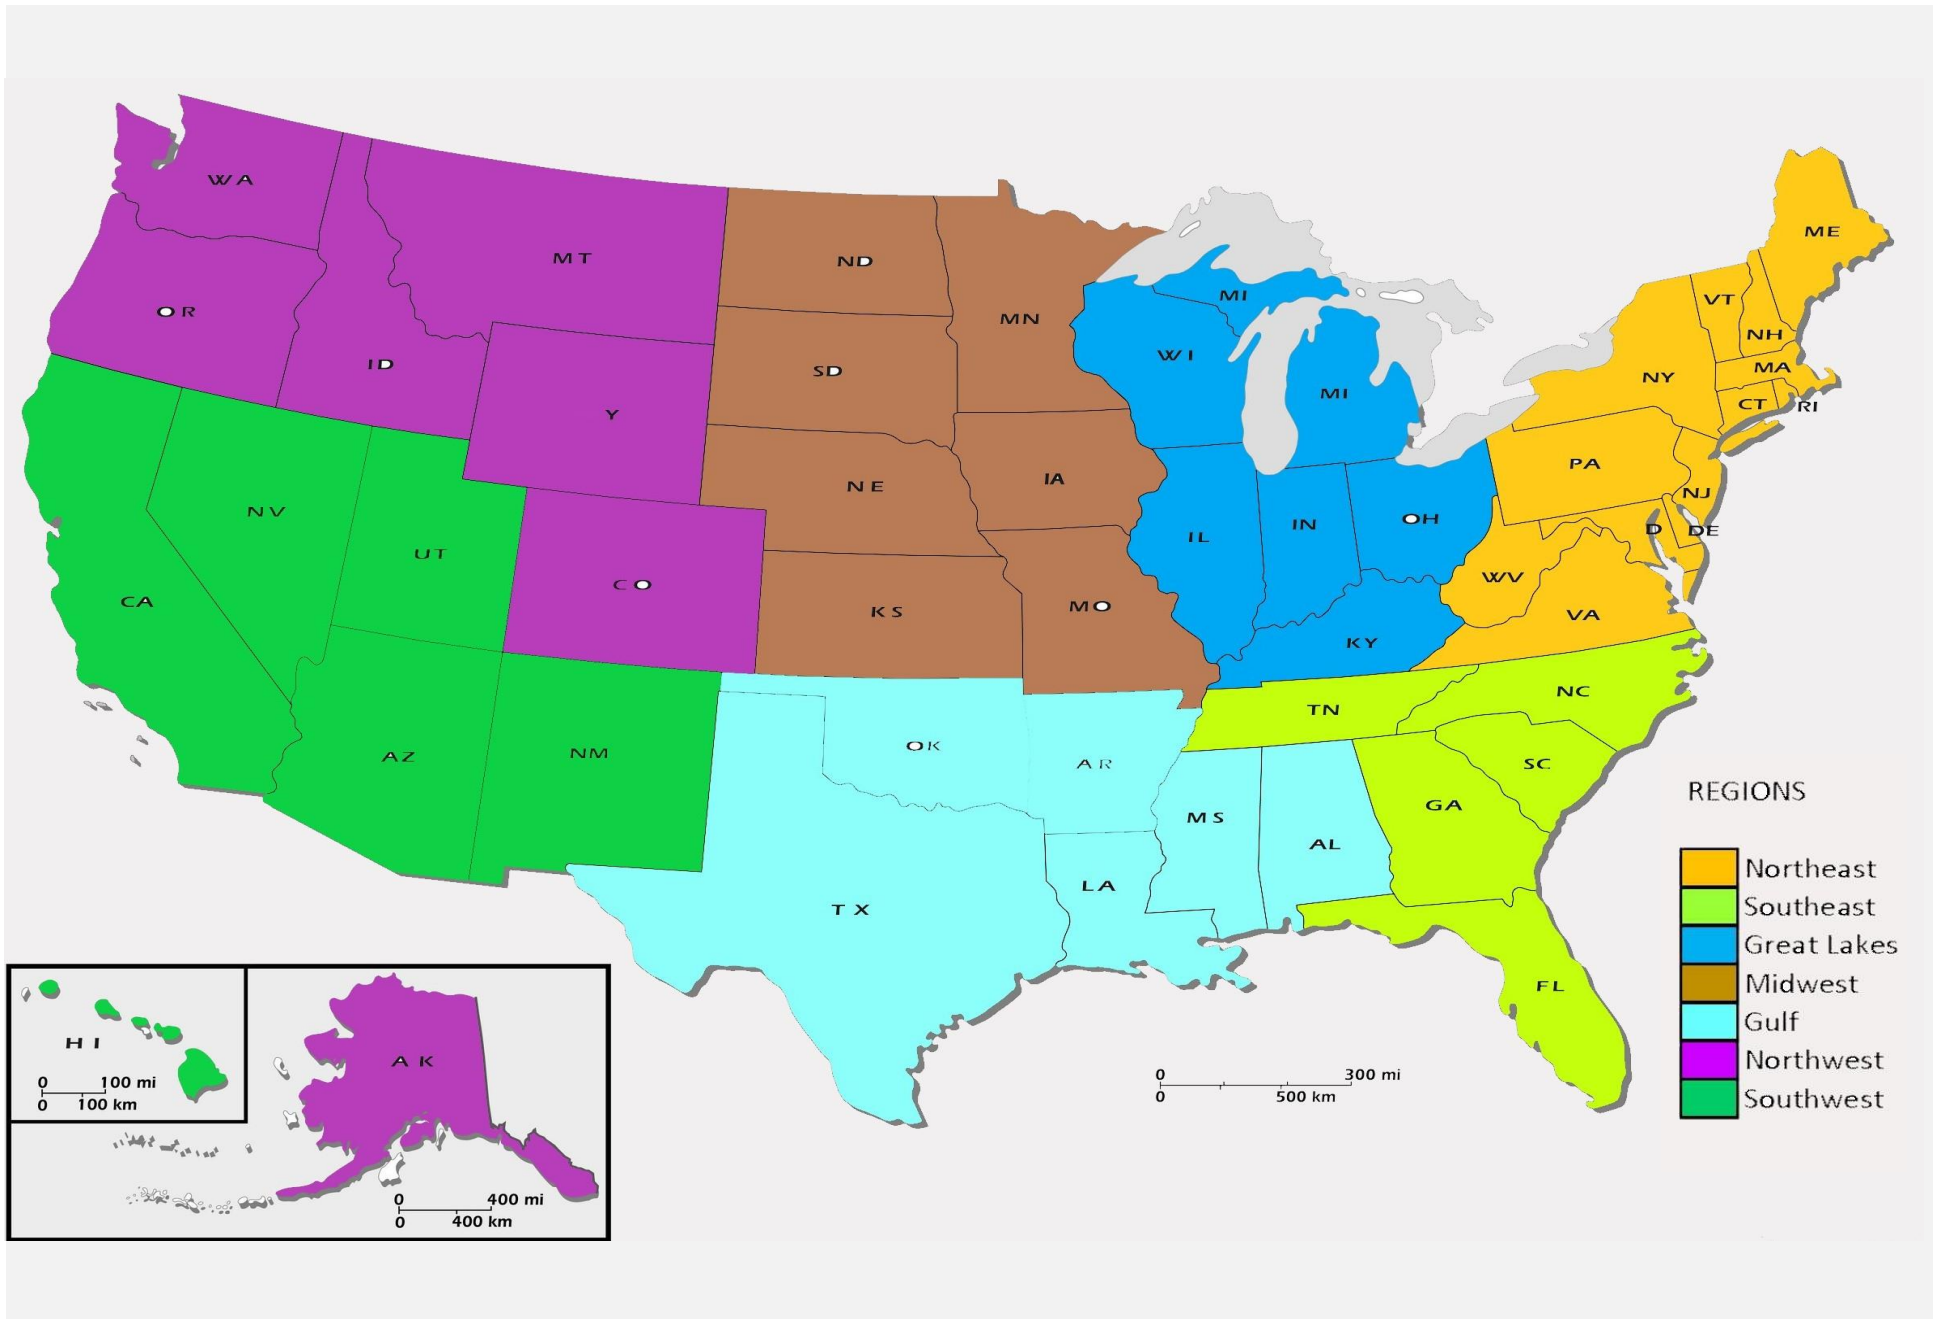 WA
MT
ND
MN
OR
ID
Y
SD
WI
MI
MI
ME
VT
NH
MA
NY
CT
RI
PA
NJ
D
DE
NE
IA
IL
IN
OH
WV
VA
NV
UT
CO
CA
KS
MO
KY
AZ
NM
OK
AR
TN
NC
SC
GA
MS
AL
LA
TX
FL
REGIONS
Northeast
Southeast
Great Lakes
Midwest
Gulf
Northwest
Southwest
HI
0 100 mi
0 100 km
AK
0 400 mi
0 400 km
0 300 mi
0 500 km